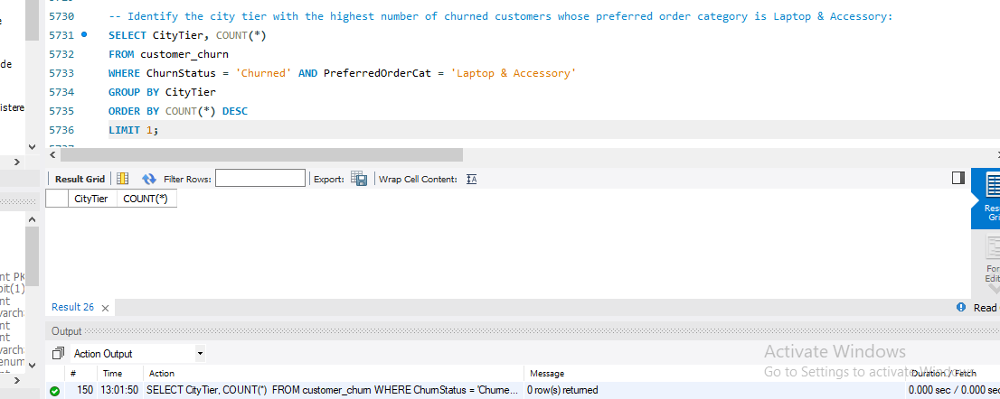 5730 -- Identify the city tier with the highest number of churned customers whose preferred order category is Laptop & Accessory:
5731 SELECT CityTier, COUNT(*)
5732 FROM customer_churn
de
5733 WHERE ChurnStatus = 'Churned' AND PreferredOrderCat = 'Laptop & Accessory'
5734 GROUP BY CityTier
istere
5735 ORDER BY COUNT(*) DESC
5736 LIMIT 1;
Result Grid Filter Rows: Export: Wrap Cell Content:
CityTier COUNT(*)
Res
Gri
nt PK
For
bit(1)
Edit
nt
varcha
Result 26
Read
nt
nt
Output
varch
Action Output
enum
Activate Windows
# Time Action Message Duration / Fetch
Go to Settings to activate Windows.
150 13:01:50 SELECT CityTier, COUNT(*) FROM customer_churn WHERE ChurnStatus = 'Churne... 0 row(s) returned 0.000 sec / 0.000 sec